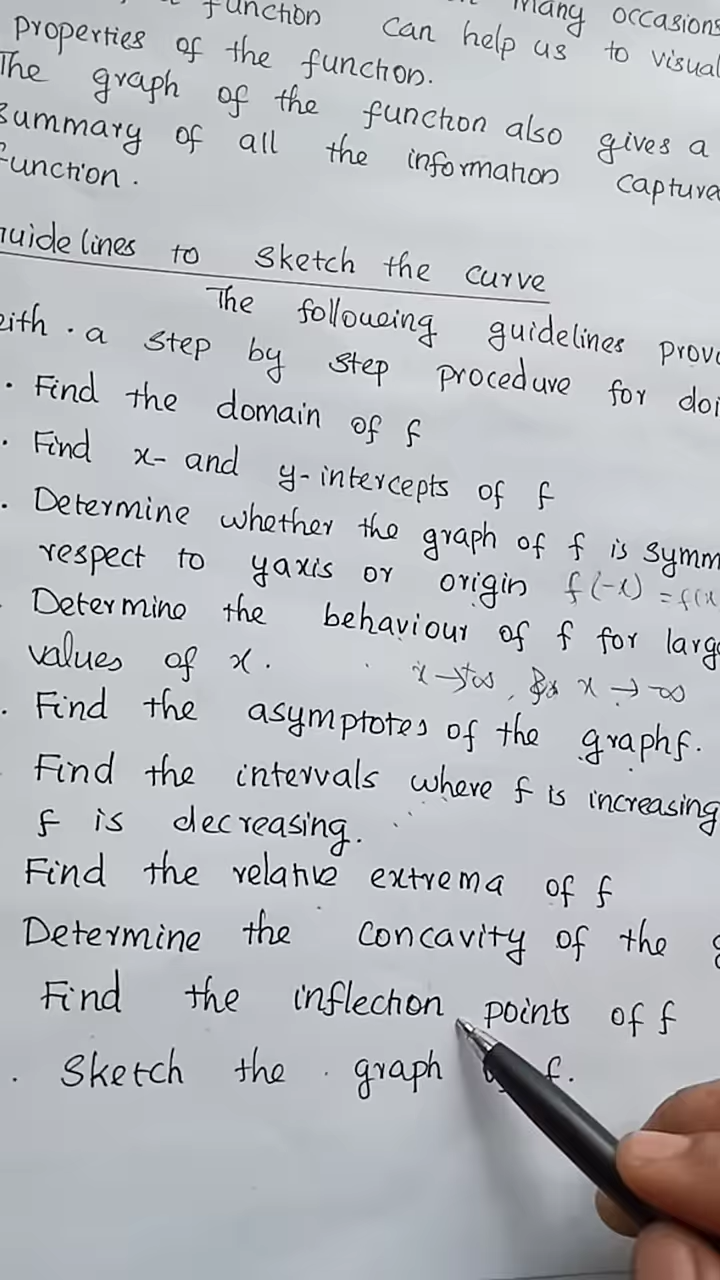 function can help us to visual
many occasions
properties of the function.
The graph of the function also gives a
summary of all the information captura
function.
guidelines to sketch the curve
The following guidelines prov
with a step by step procedure for doi
. Find the domain of f
. Find x- and y-intercepts of f
. Determine whether the graph of f is symm
respect to yaxis or origin f(-x) = f(x
Determine the behaviour of f for larg
values of x. x→+∞, x→-∞
. Find the asymptotes of the graph f.
Find the intervals where f is increasing
f is decreasing.
Find the relative extrema of f
Determine the concavity of the g
Find the inflection points of f
. Sketch the graph f.